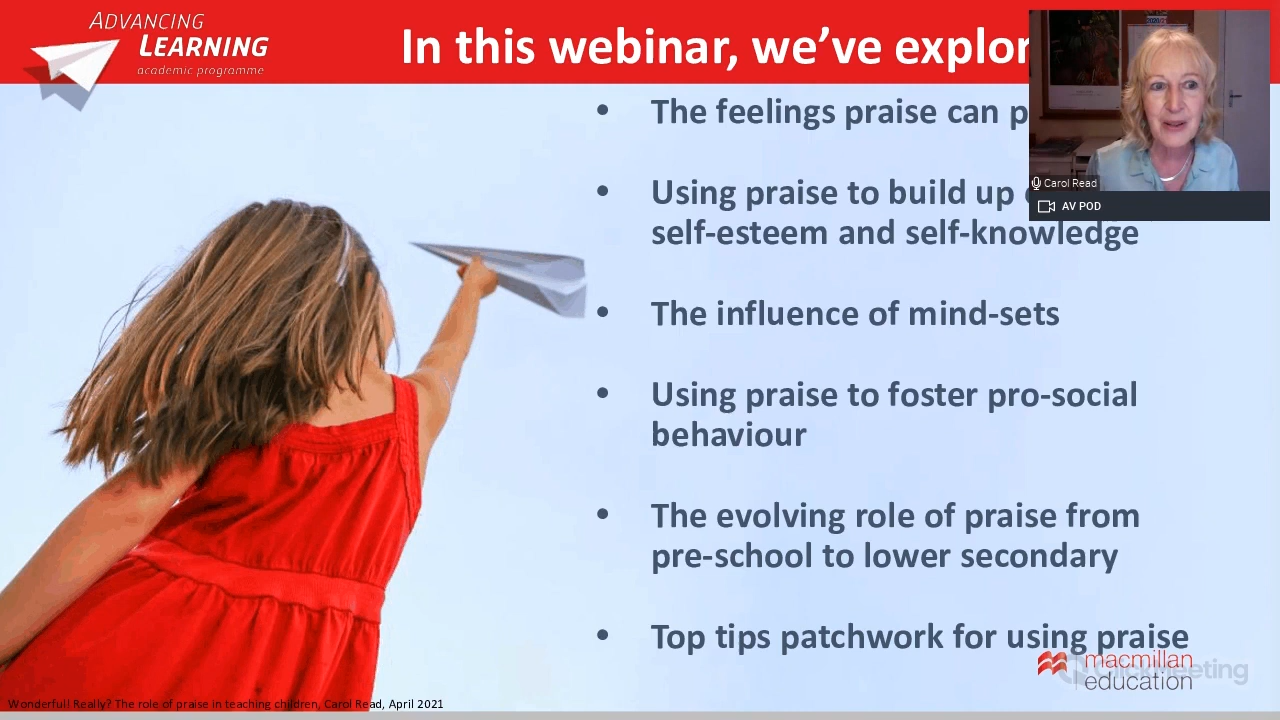 ADVANCING
LEARNING
academic programme
In this webinar, we've explor
• The feelings praise can p
• Using praise to build up
self-esteem and self-knowledge
• The influence of mind-sets
• Using praise to foster pro-social
behaviour
• The evolving role of praise from
pre-school to lower secondary
• Top tips patchwork for using praise
Carol Read
AV POD
macmillan
education
ClickMeeting
Wonderful! Really? The role of praise in teaching children, Carol Read, April 2021